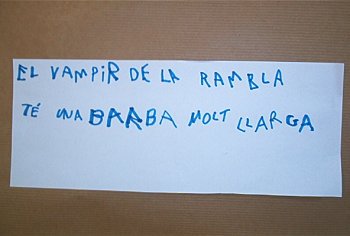 EL VAMPIR DE LA RAMBLA
TÉ UNA BARBA MOLT LLARGA